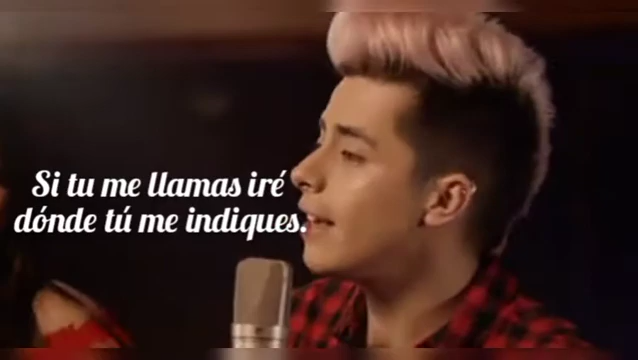 Si tu me llamas iré
dónde tú me indiques.